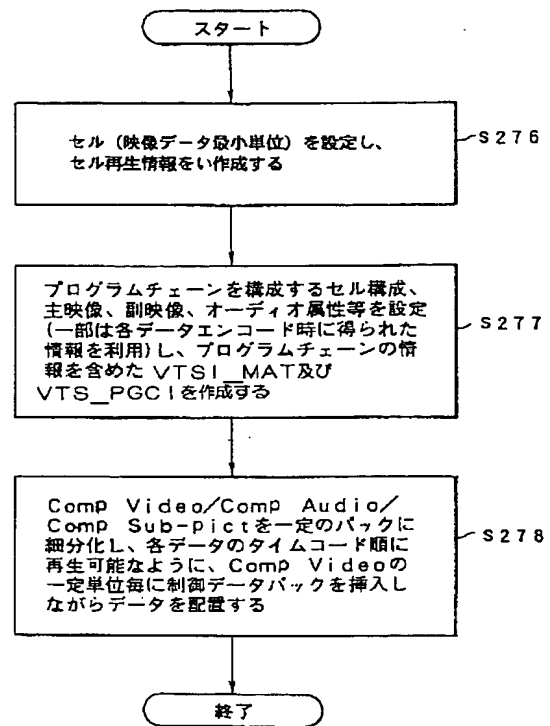 スタート
セル（映像データ最小単位）を設定し、
セル再生情報をい作成する
S276
プログラムチェーンを構成するセル構成、
主映像、副映像、オーディオ属性等を設定
(一部は各データエンコード時に得られた
情報を利用)し、プログラムチェーンの情
報を含めたVTSI_MAT及び
VTS_PGCIを作成する
S277
Comp Video/Comp Audio/
Comp Sub-pictを一定のパックに
細分化し、各データのタイムコード順に
再生可能なように、Comp Videoの
一定単位毎に制御データパックを挿入し
ながらデータを配置する
S278
終了